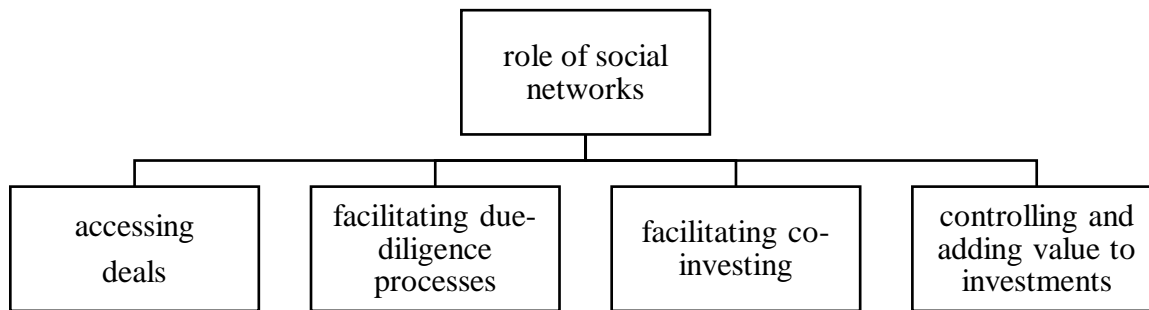 role of social
networks
accessing
deals
facilitating due-
diligence
processes
facilitating co-
investing
controlling and
adding value to
investments